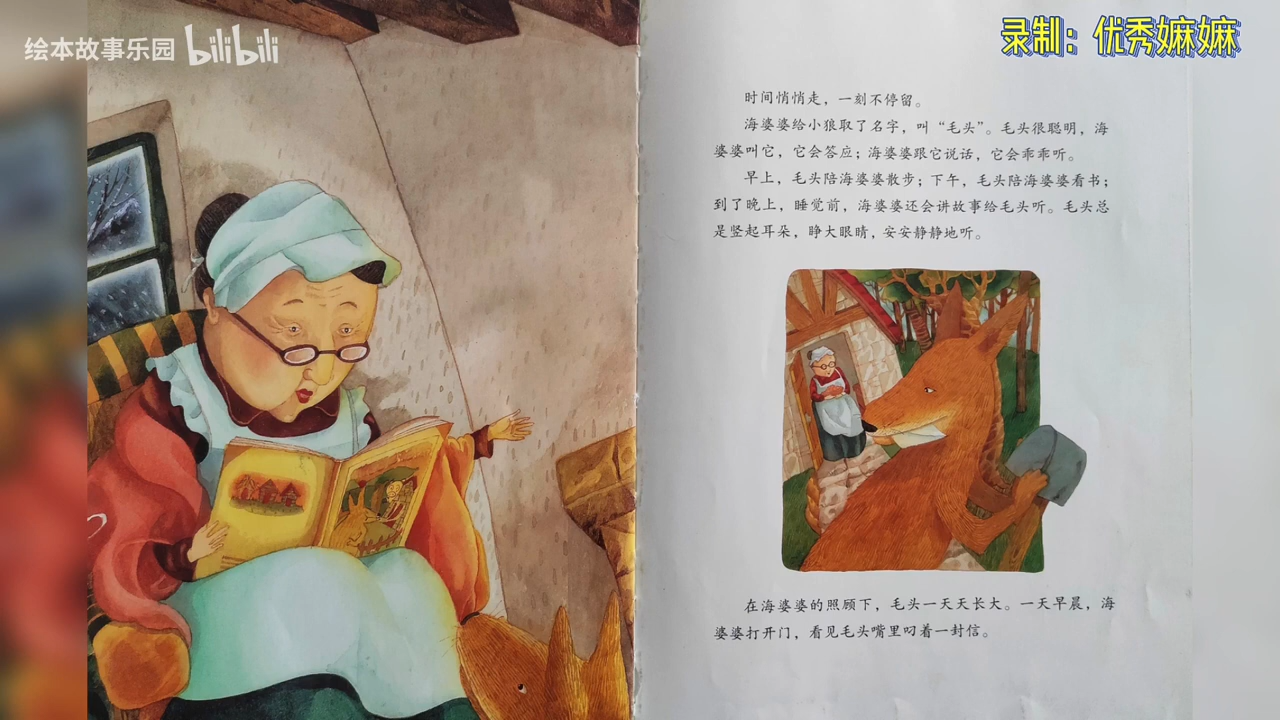 绘本故事乐园 bilibili
录制：优秀嫲嫲
时间悄悄走，一刻不停留。
海婆婆给小狼取了名字，叫“毛头”。毛头很聪明，海
婆婆叫它，它会答应；海婆婆跟它说话，它会乖乖听。
早上，毛头陪海婆婆散步；下午，毛头陪海婆婆看书；
到了晚上，睡觉前，海婆婆还会讲故事给毛头听。毛头总
是竖起耳朵，睁大眼睛，安安静静地听。
在海婆婆的照顾下，毛头一天天长大。一天早晨，海
婆婆打开门，看见毛头嘴里叼着一封信。